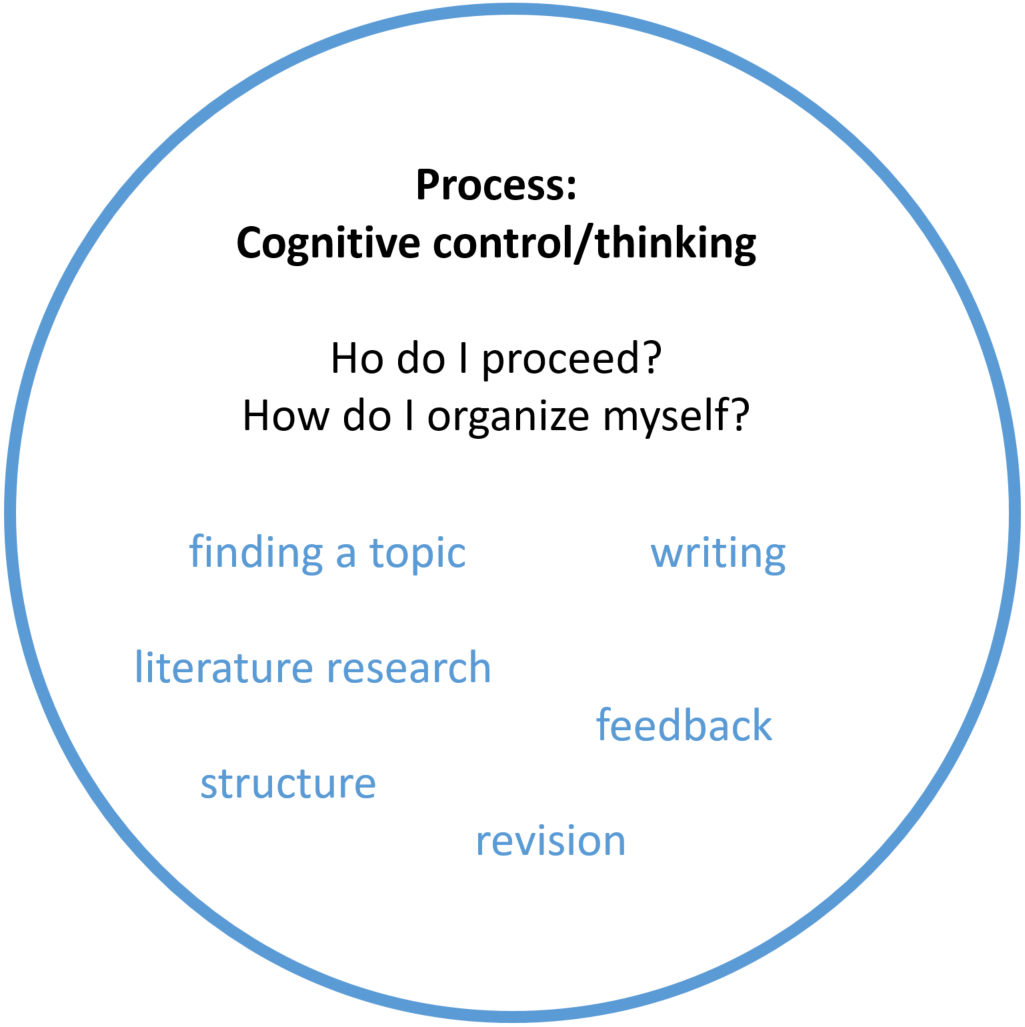 Process:
Cognitive control/thinking
Ho do I proceed?
How do I organize myself?
finding a topic
writing
literature research
feedback
structure
revision